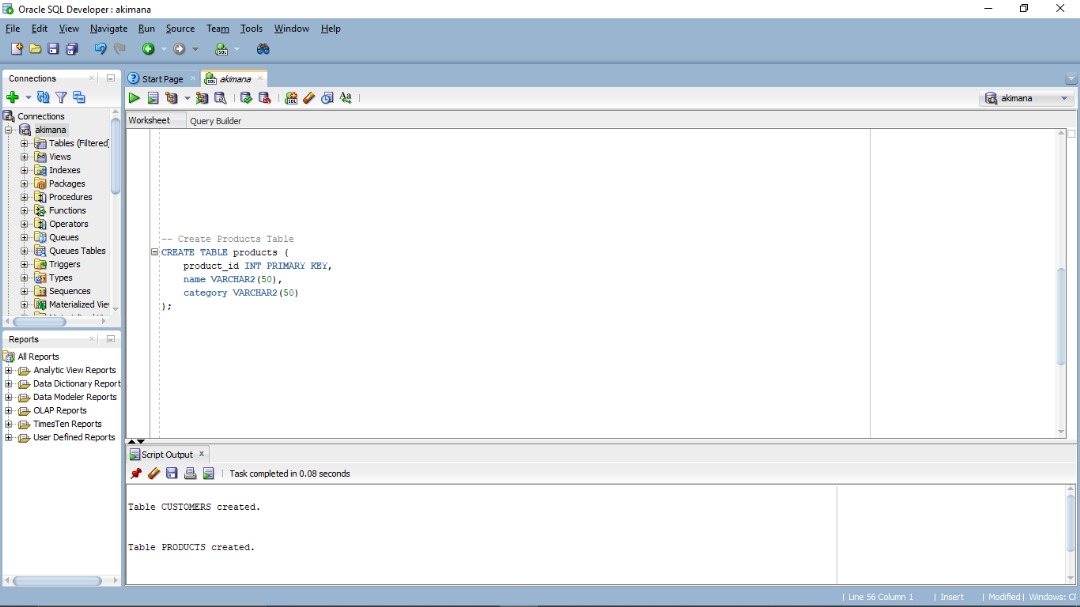 Oracle SQL Developer : akimana
File Edit View Navigate Run Source Team Tools Window Help
Connections
Start Page
akimana
akimana
Worksheet
Query Builder
Connections
akimana
Tables (Filtered)
Views
Indexes
Packages
Procedures
Functions
Operators
Queues
Queues Tables
Triggers
Types
Sequences
Materialized Vie
-- Create Products Table
CREATE TABLE products (
product_id INT PRIMARY KEY,
name VARCHAR2(50),
category VARCHAR2(50)
);
Reports
All Reports
Analytic View Reports
Data Dictionary Report
Data Modeler Reports
OLAP Reports
TimesTen Reports
User Defined Reports
Script Output
Task completed in 0.08 seconds
Table CUSTOMERS created.
Table PRODUCTS created.
| Line 56 Column 1 | Insert | Modified | Windows: C